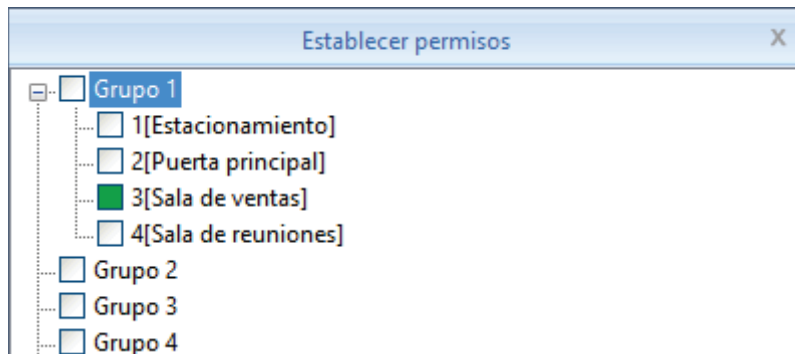 Establecer permisos X
Grupo 1
1[Estacionamiento]
2[Puerta principal]
3[Sala de ventas]
4[Sala de reuniones]
Grupo 2
Grupo 3
Grupo 4